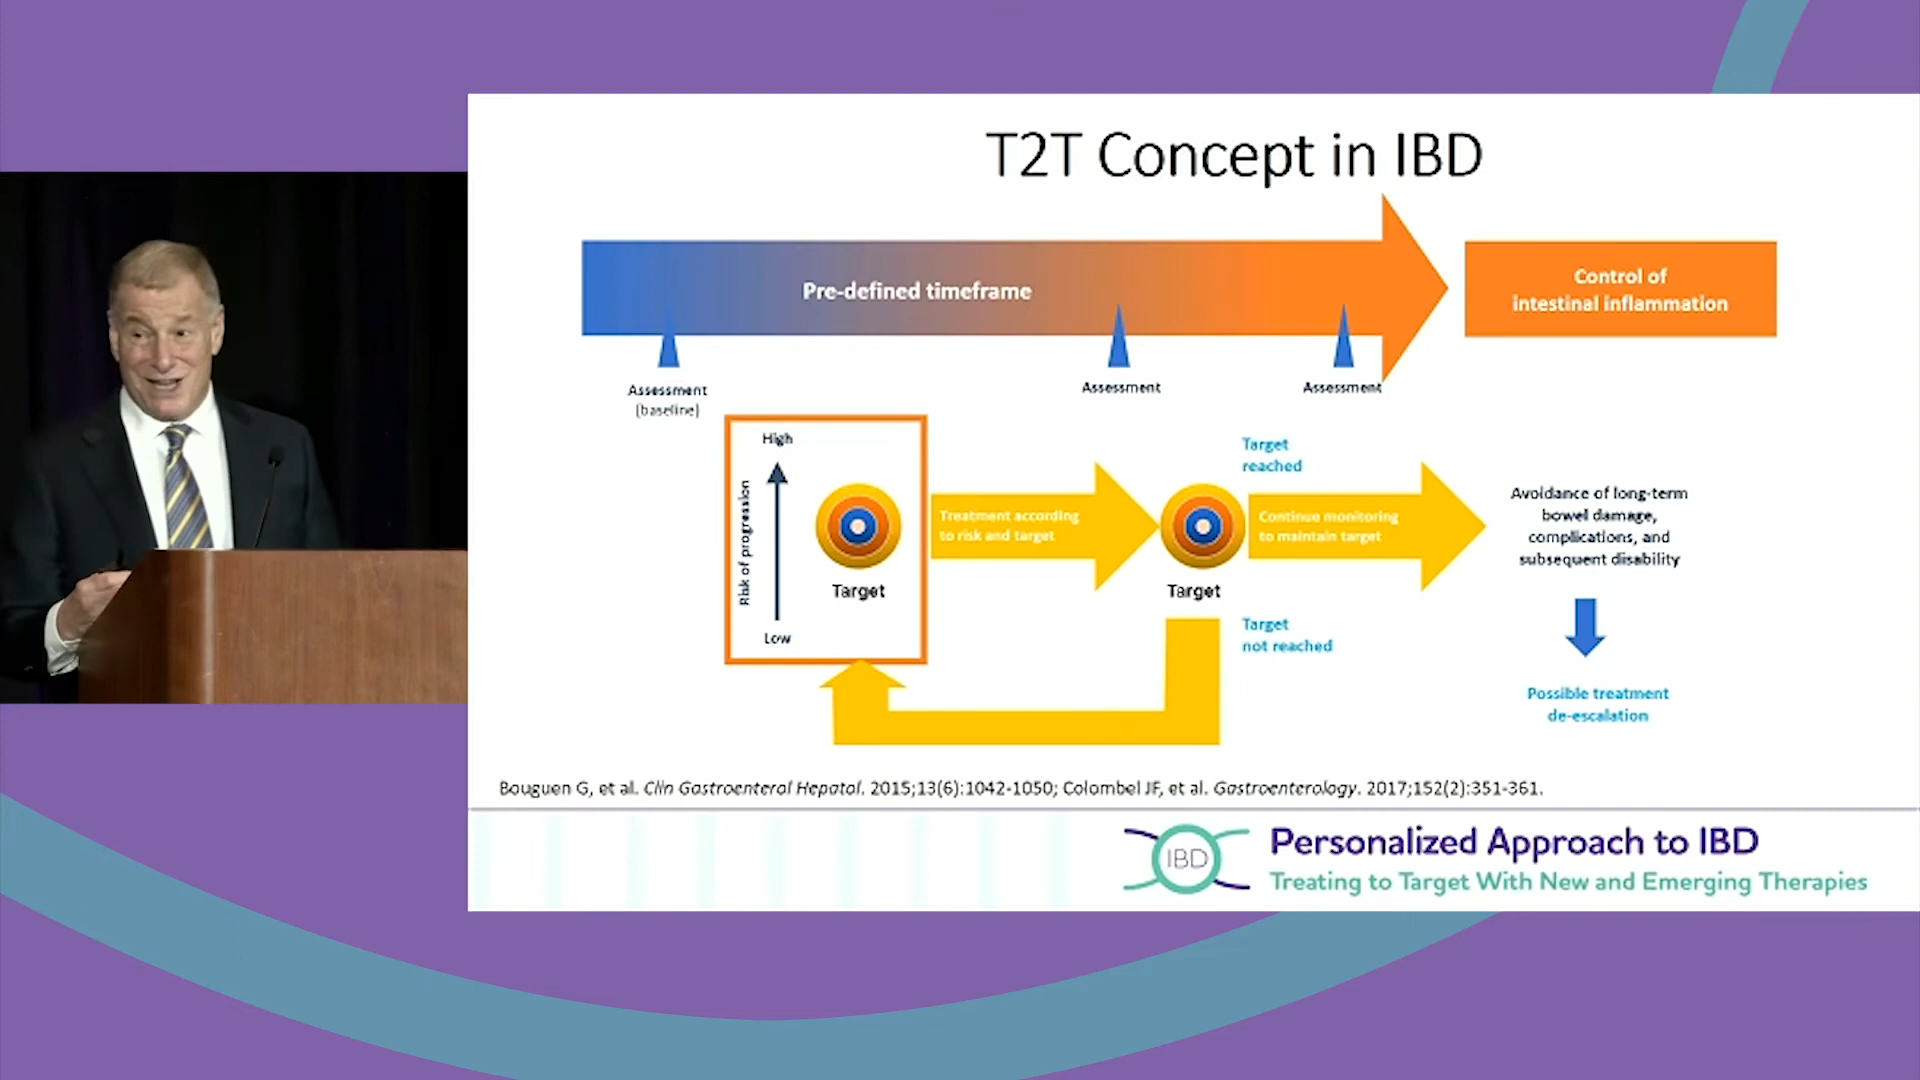 T2T Concept in IBD
Pre-defined timeframe
Control of
intestinal inflammation
Assessment
(baseline)
Assessment
Assessment
High
Risk of progression
Low
Target
Treatment according
to risk and target
Target
Target
reached
Continue monitoring
to maintain target
Target
not reached
Avoidance of long-term
bowel damage,
complications, and
subsequent disability
Possible treatment
de-escalation
Bouguen G, et al. Clin Gastroenterol Hepatol. 2015;13(6):1042-1050; Colombel JF, et al. Gastroenterology. 2017;152(2):351-361.
IBD
Personalized Approach to IBD
Treating to Target With New and Emerging Therapies